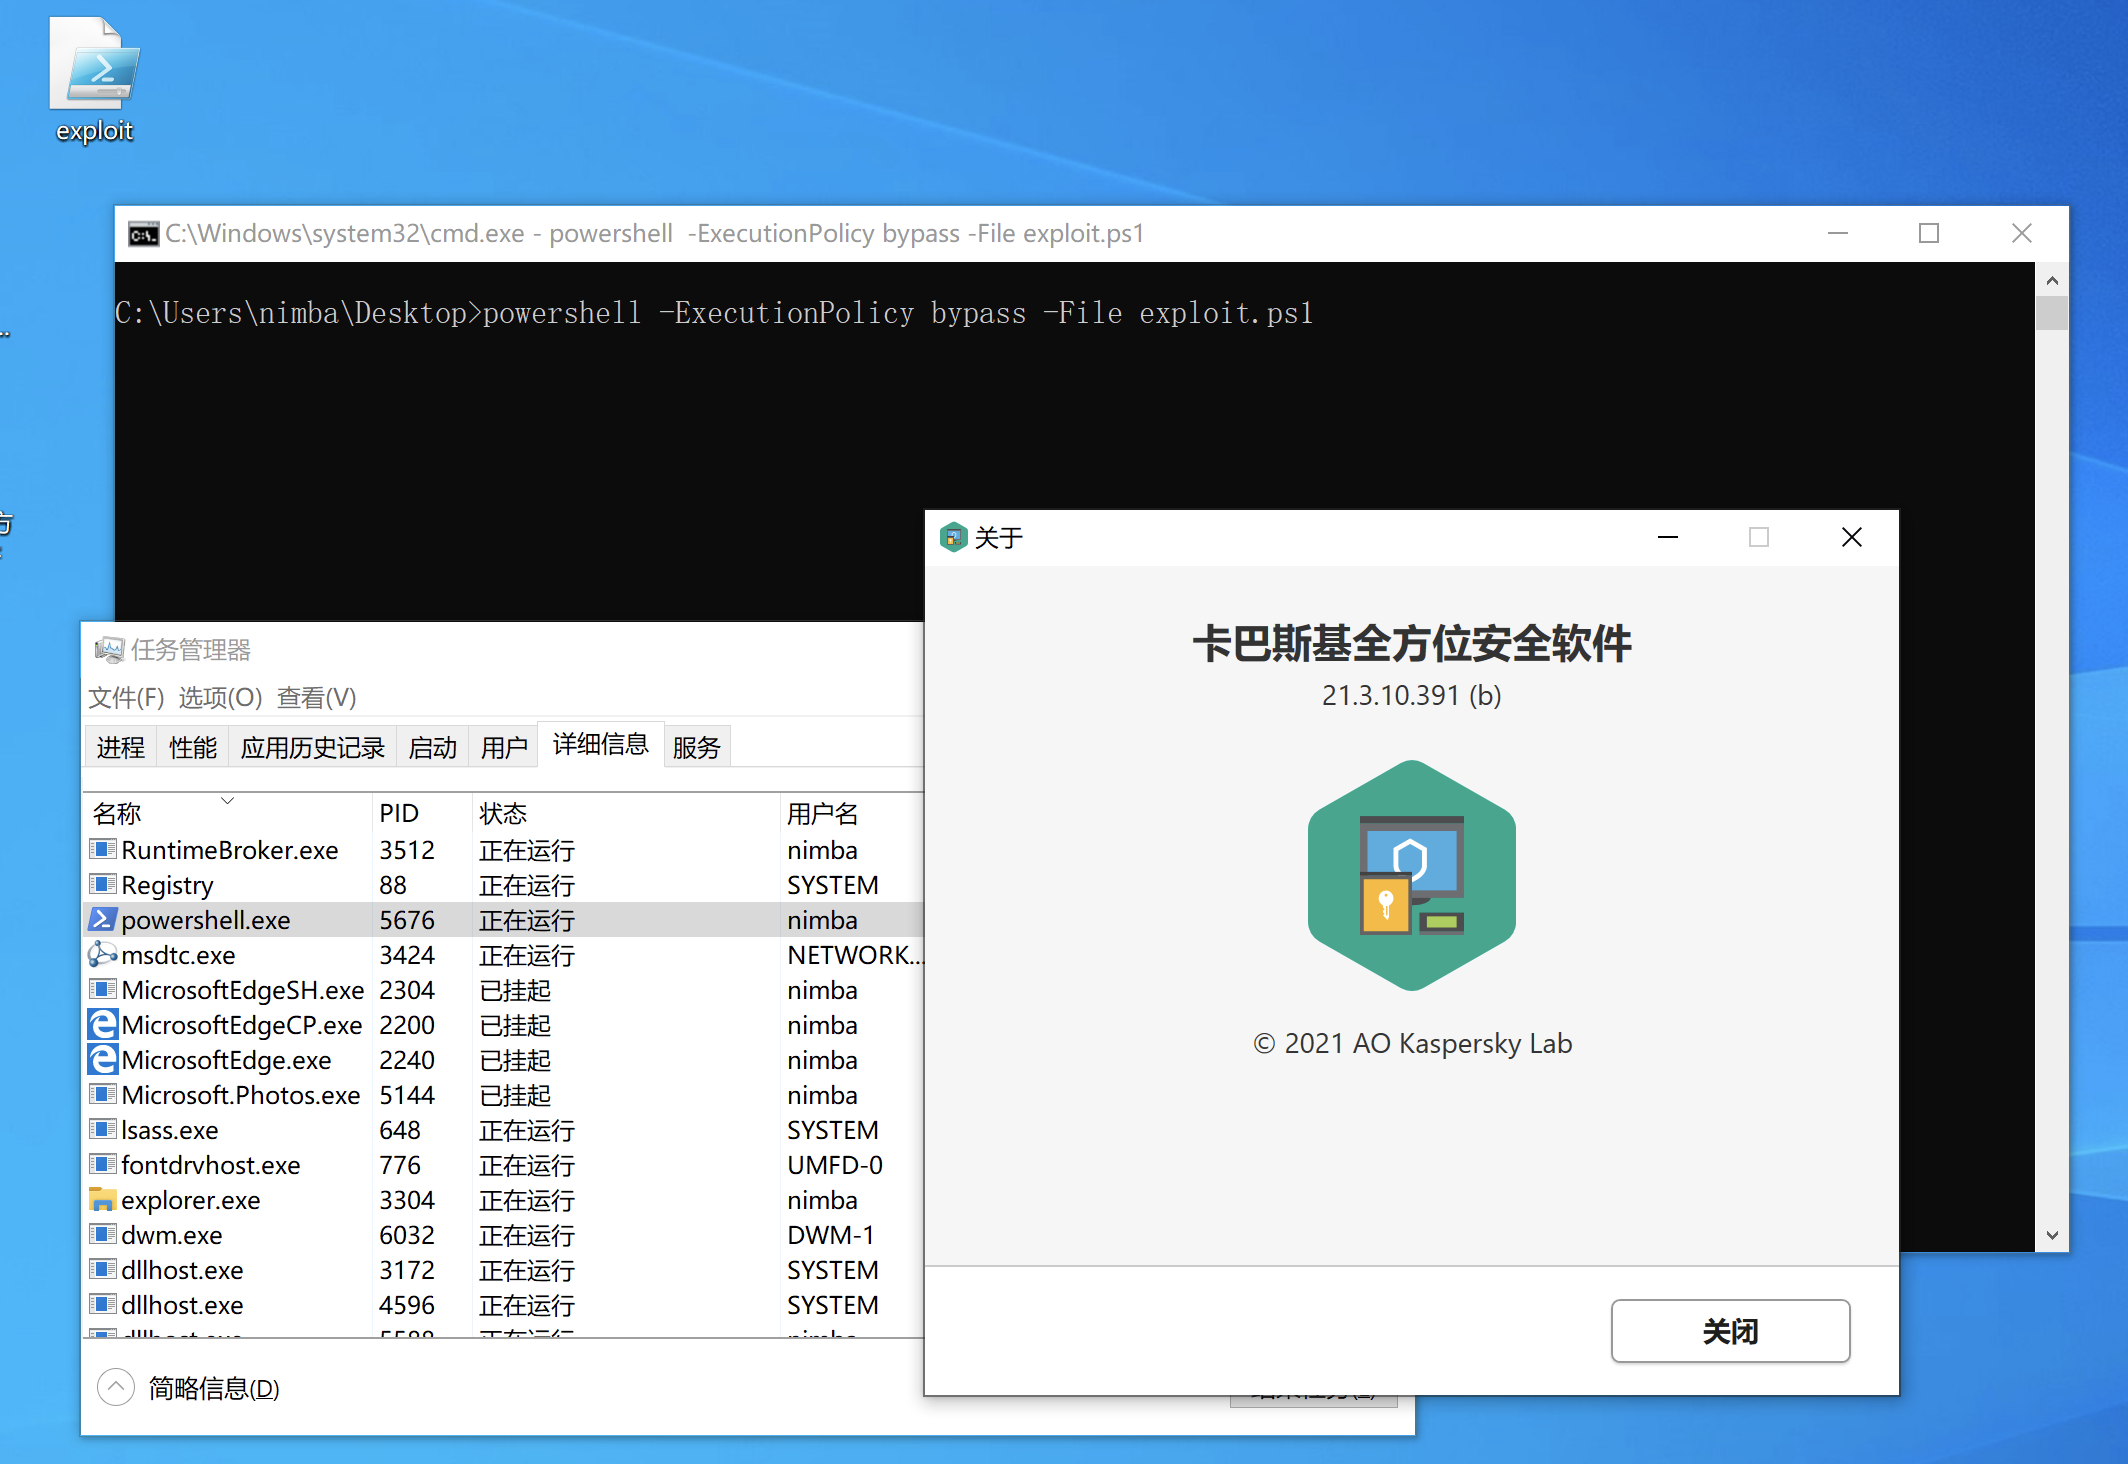 exploit
C:\Windows\system32\cmd.exe - powershell  -ExecutionPolicy bypass -File exploit.ps1
C:\Users\nimba\Desktop>powershell -ExecutionPolicy bypass -File exploit.ps1
关于
卡巴斯基全方位安全软件
21.3.10.391 (b)
© 2021 AO Kaspersky Lab
关闭
任务管理器
文件(F) 选项(O) 查看(V)
进程 性能 应用历史记录 启动 用户 详细信息 服务
名称 PID 状态 用户名
RuntimeBroker.exe 3512 正在运行 nimba
Registry 88 正在运行 SYSTEM
powershell.exe 5676 正在运行 nimba
msdtc.exe 3424 正在运行 NETWORK...
MicrosoftEdgeSH.exe 2304 已挂起 nimba
MicrosoftEdgeCP.exe 2200 已挂起 nimba
MicrosoftEdge.exe 2240 已挂起 nimba
Microsoft.Photos.exe 5144 已挂起 nimba
lsass.exe 648 正在运行 SYSTEM
fontdrvhost.exe 776 正在运行 UMFD-0
explorer.exe 3304 正在运行 nimba
dwm.exe 6032 正在运行 DWM-1
dllhost.exe 3172 正在运行 SYSTEM
dllhost.exe 4596 正在运行 SYSTEM
简略信息(D)